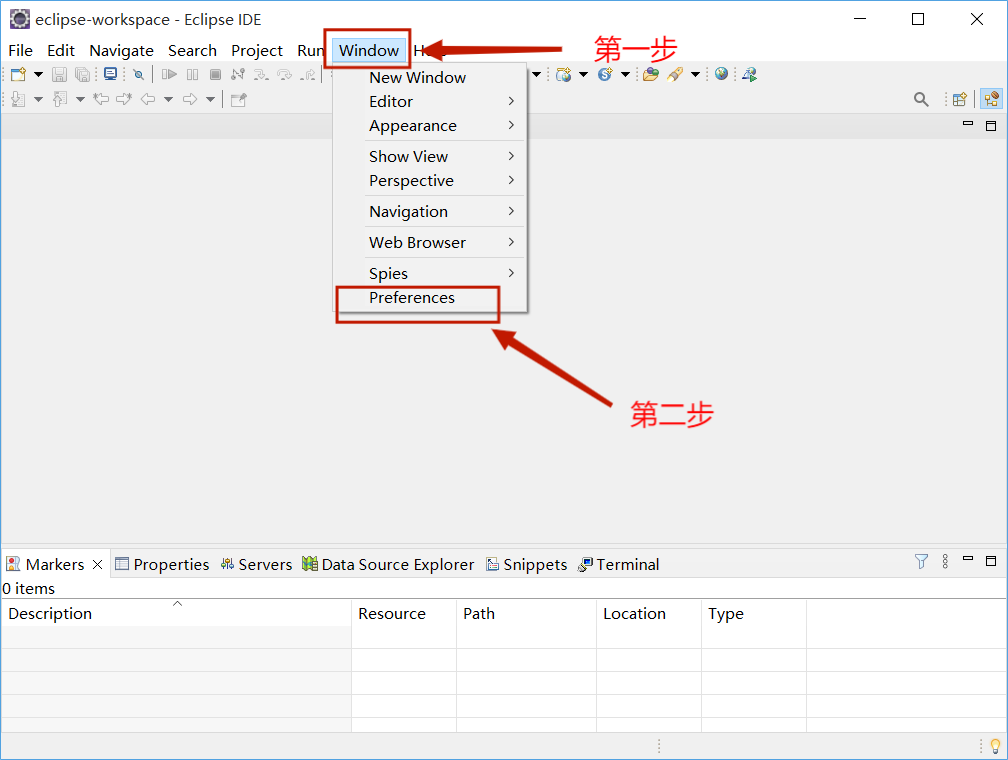 eclipse-workspace - Eclipse IDE
File Edit Navigate Search Project Run Window
第一步
New Window
Editor
Appearance
Show View
Perspective
Navigation
Web Browser
Spies
Preferences
第二步
Markers Properties Servers Data Source Explorer Snippets Terminal
0 items
Description Resource Path Location Type